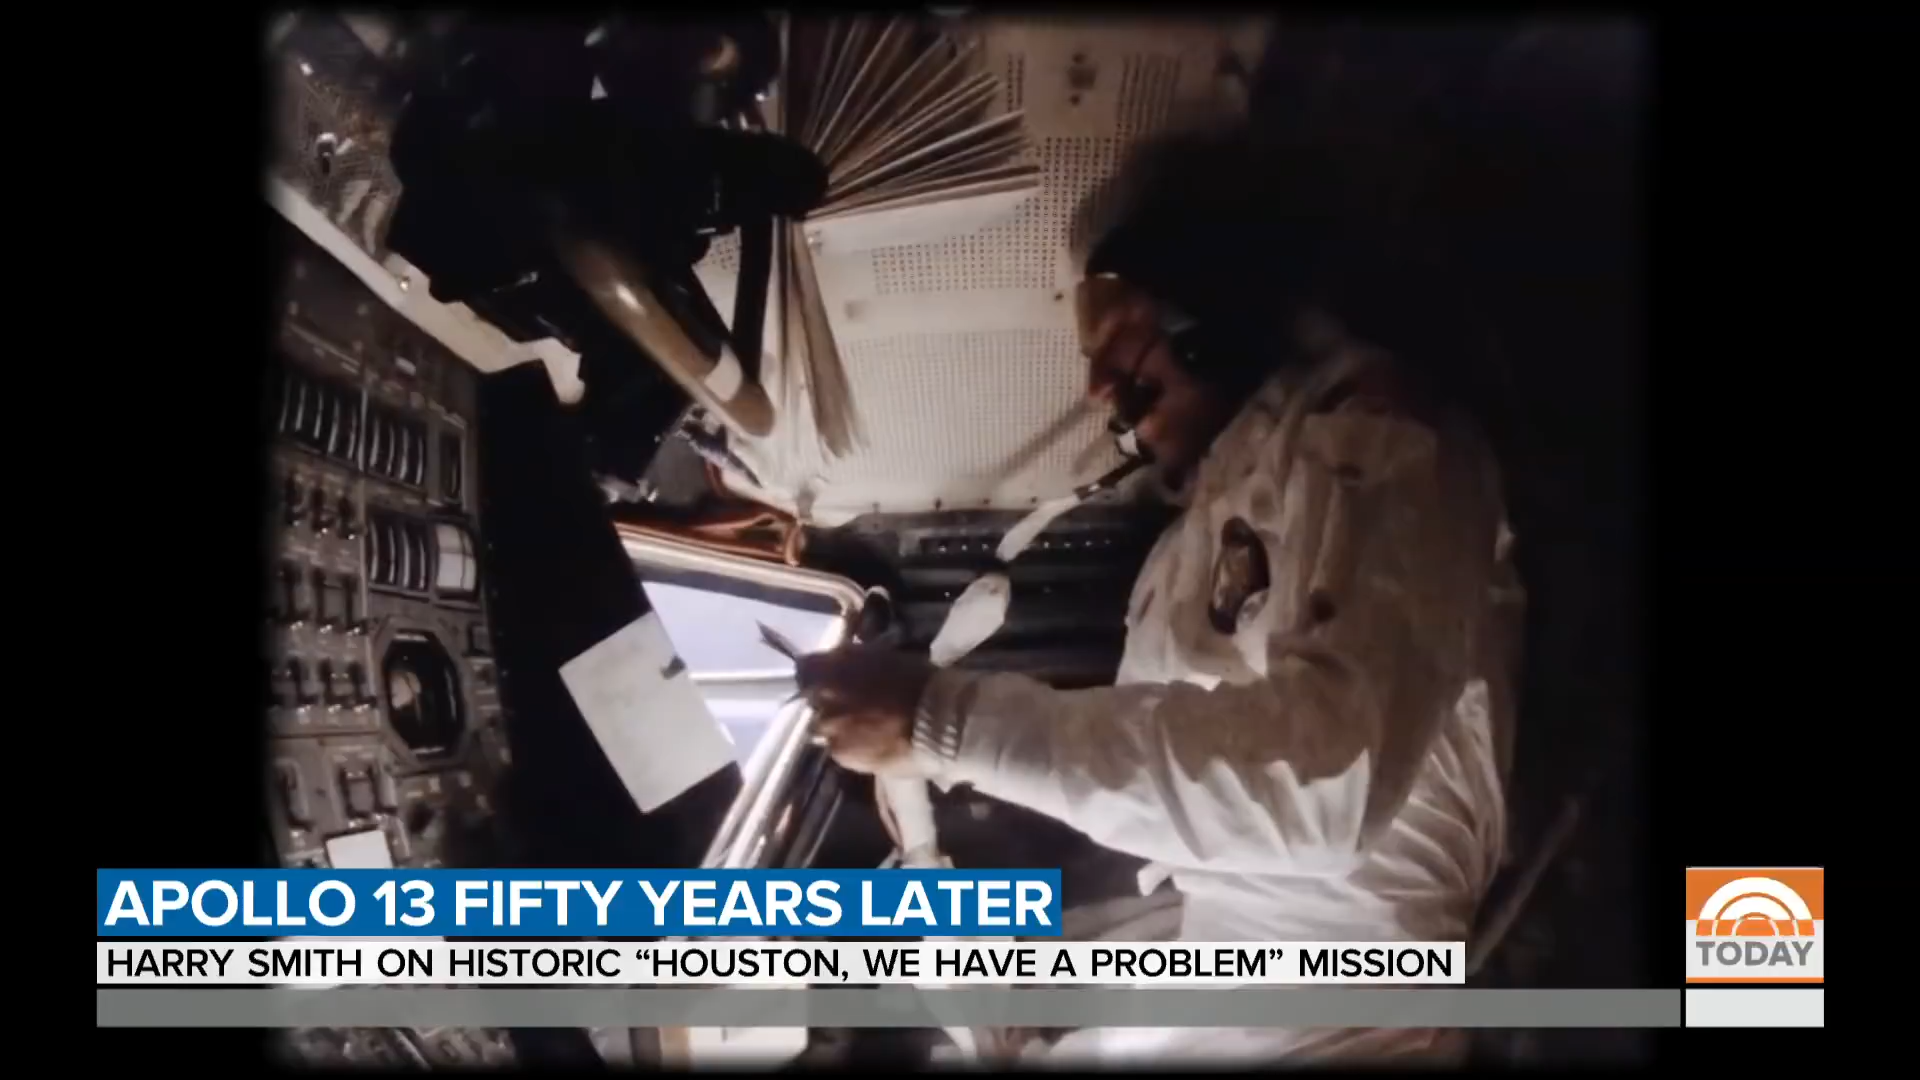 APOLLO 13 FIFTY YEARS LATER
HARRY SMITH ON HISTORIC “HOUSTON, WE HAVE A PROBLEM” MISSION
TODAY